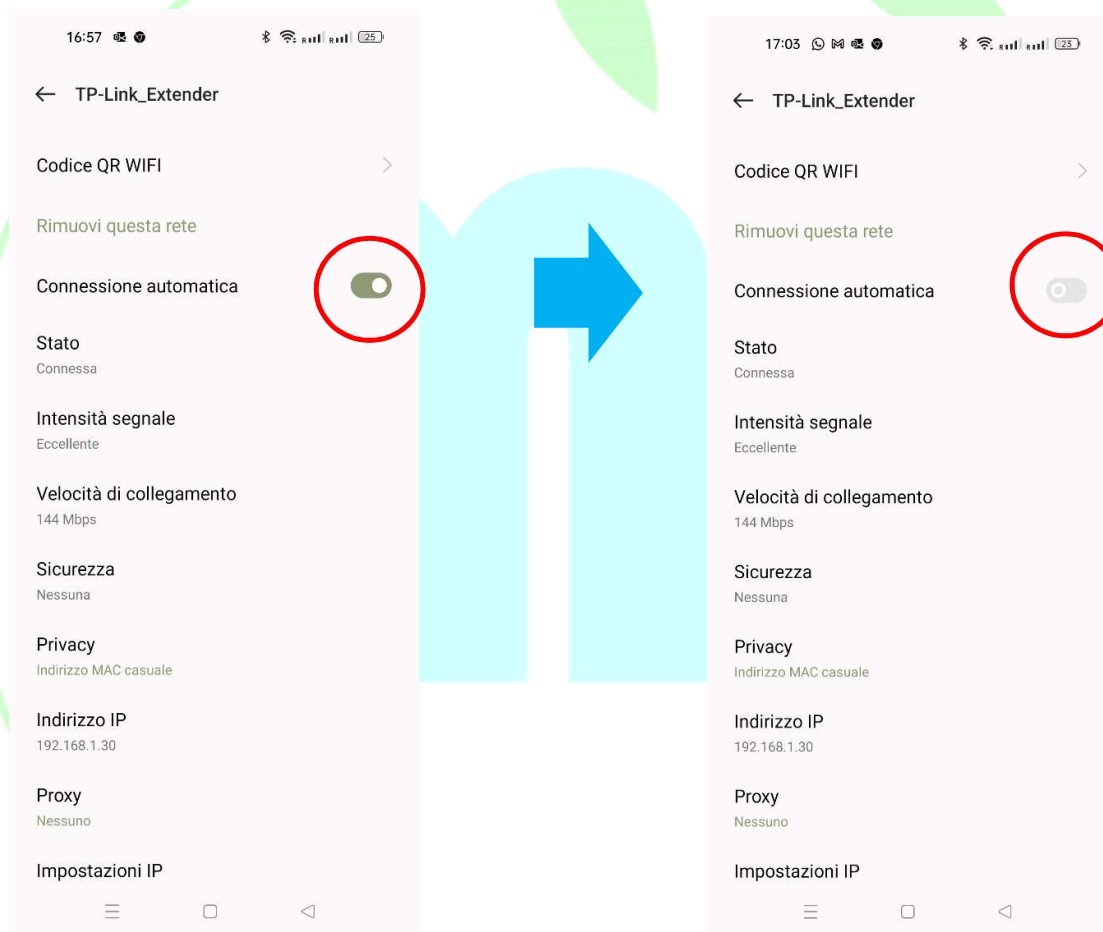 16:57
25
TP-Link_Extender
Codice QR WIFI
Rimuovi questa rete
Connessione automatica
Stato
Connessa
Intensità segnale
Eccellente
Velocità di collegamento
144 Mbps
Sicurezza
Nessuna
Privacy
Indirizzo MAC casuale
Indirizzo IP
192.168.1.30
Proxy
Nessuno
Impostazioni IP
17:03
23
TP-Link_Extender
Codice QR WIFI
Rimuovi questa rete
Connessione automatica
Stato
Connessa
Intensità segnale
Eccellente
Velocità di collegamento
144 Mbps
Sicurezza
Nessuna
Privacy
Indirizzo MAC casuale
Indirizzo IP
192.168.1.30
Proxy
Nessuno
Impostazioni IP